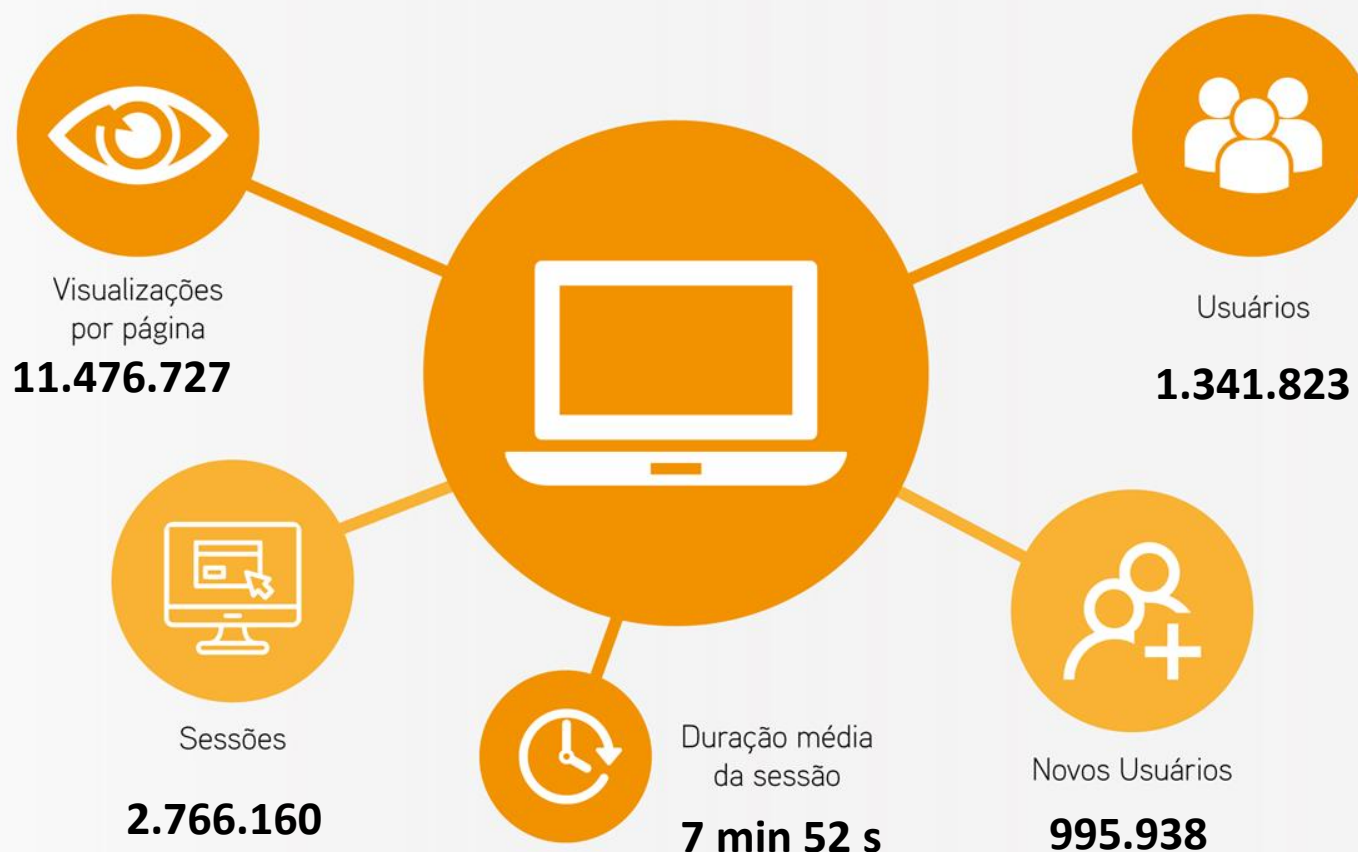 Visualizações
por página
11.476.727
Usuários
1.341.823
Sessões
2.766.160
Duração média
da sessão
7 min 52 s
Novos Usuários
995.938